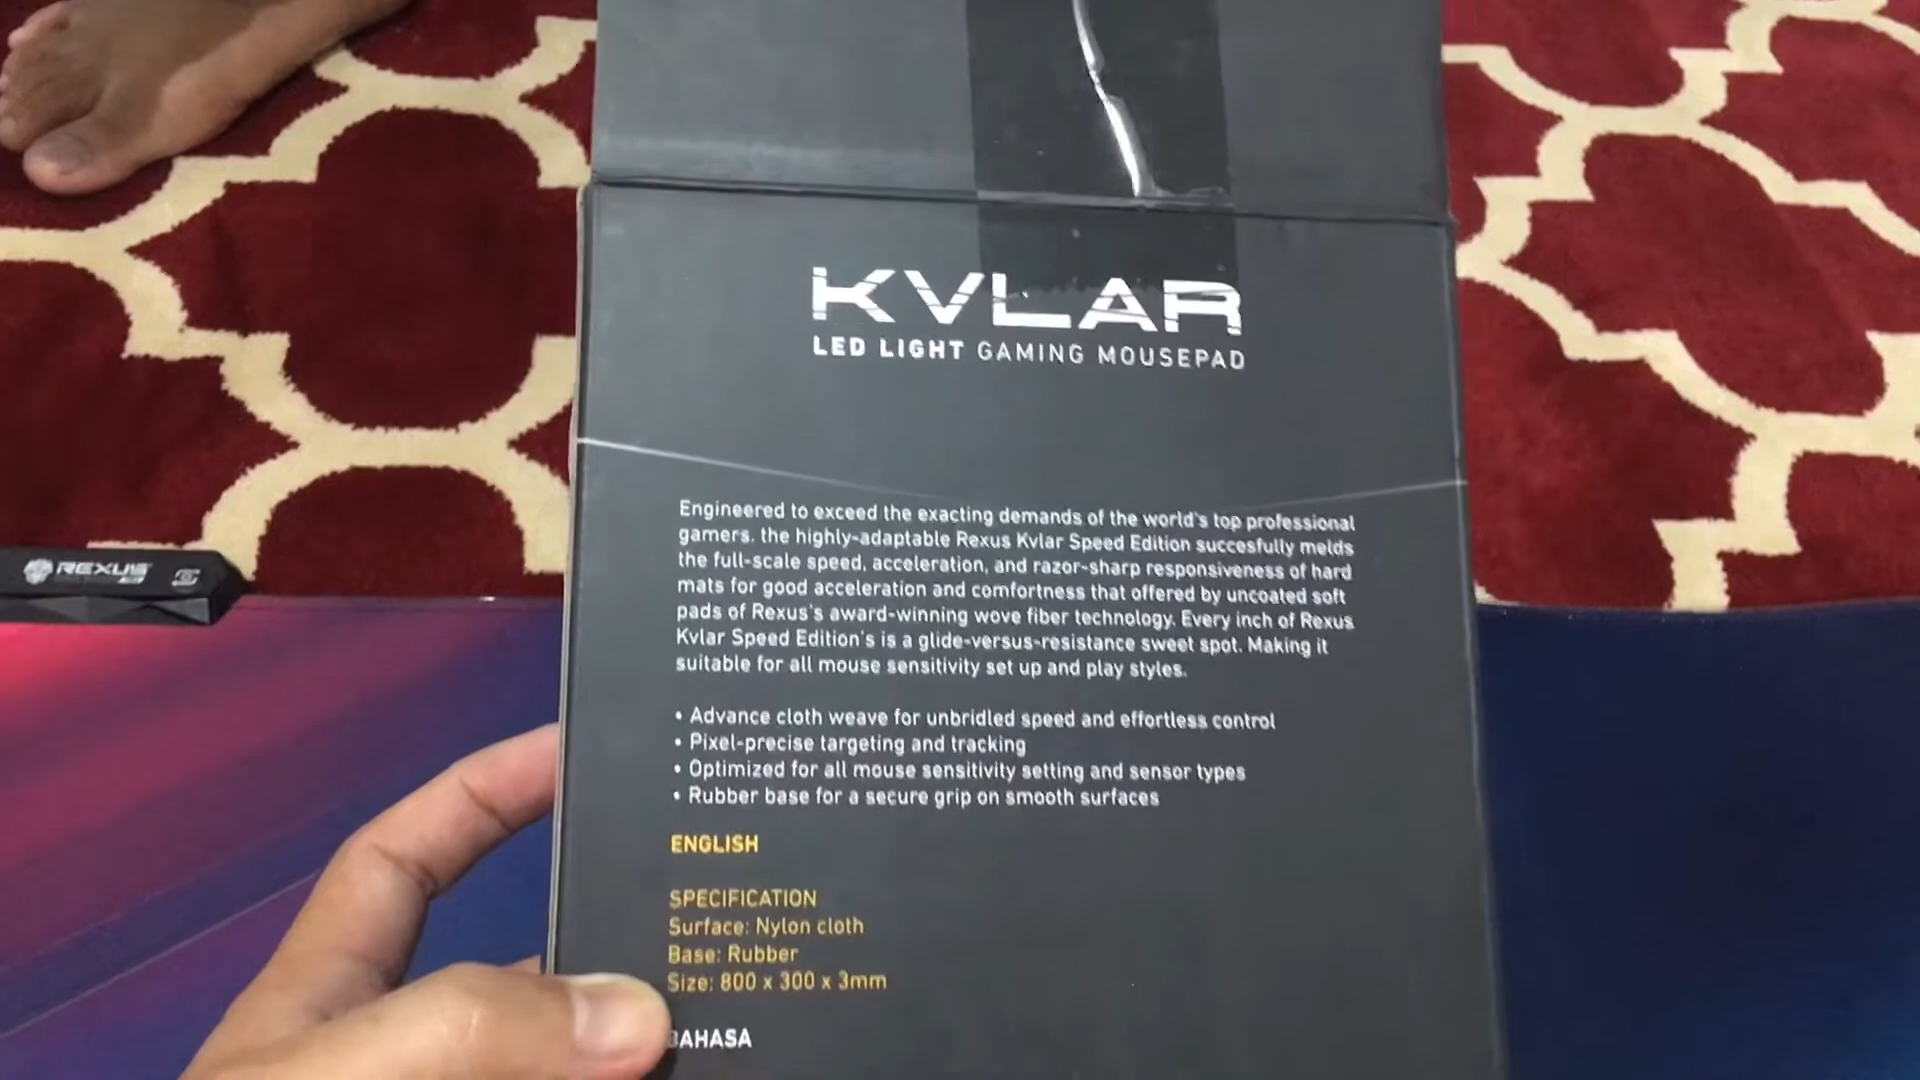 KVLAR
LED LIGHT GAMING MOUSEPAD
Engineered to exceed the exacting demands of the world's top professional
gamers. the highly-adaptable Rexus Kvlar Speed Edition succesfully melds
the full-scale speed, acceleration, and razor-sharp responsiveness of hard
mats for good acceleration and comfortness that offered by uncoated soft
pads of Rexus's award-winning wove fiber technology. Every inch of Rexus
Kvlar Speed Edition's is a glide-versus-resistance sweet spot. Making it
suitable for all mouse sensitivity set up and play styles.
• Advance cloth weave for unbridled speed and effortless control
• Pixel-precise targeting and tracking
• Optimized for all mouse sensitivity setting and sensor types
• Rubber base for a secure grip on smooth surfaces
ENGLISH
SPECIFICATION
Surface: Nylon cloth
Base: Rubber
Size: 800 x 300 x 3mm
BAHASA
REXUS